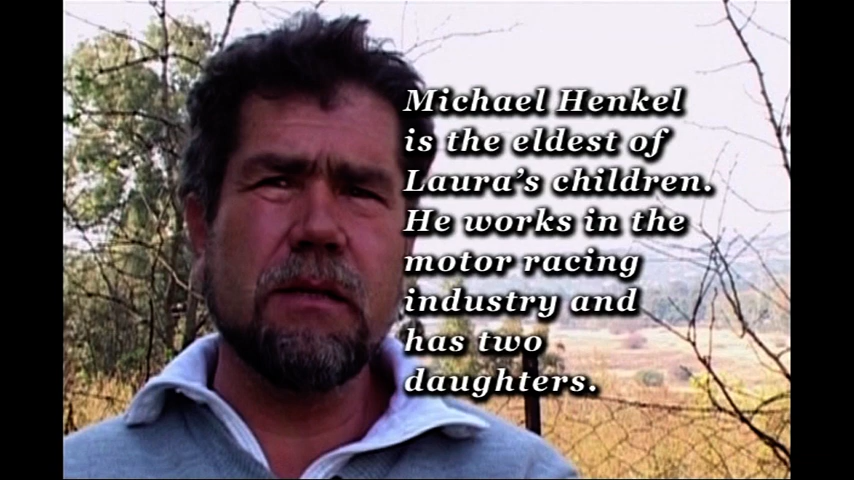 Michael Henkel
is the eldest of
Laura’s children.
He works in the
motor racing
industry and
has two
daughters.